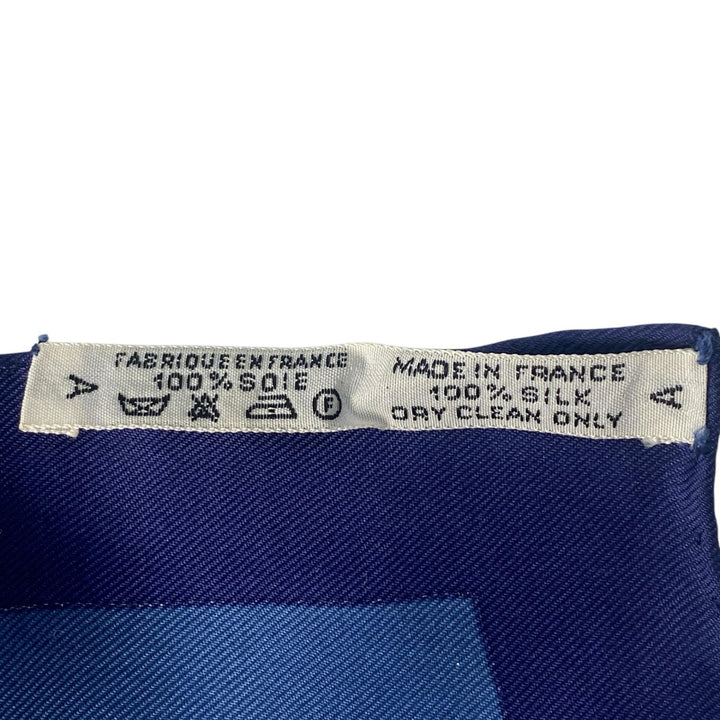 A
FABRIQUE EN FRANCE
100% SOIE
F
MADE IN FRANCE
100% SILK
DRY CLEAN ONLY
A